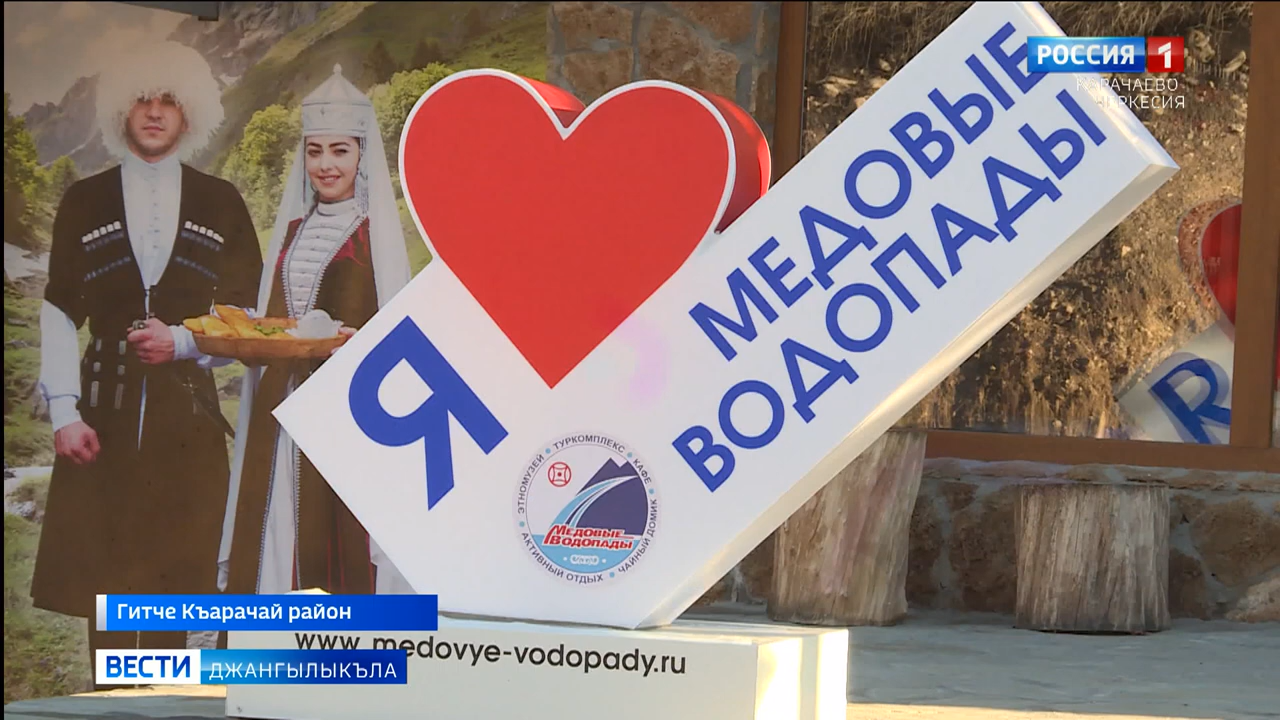 РОССИЯ 1
КАРАЧАЕВО
ЧЕРКЕСИЯ
Я
МЕДОВЫЕ
ВОДОПАДЫ
ЭТНОМУЗЕЙ • ТУРКОМПЛЕКС • КАФЕ • ЧАЙНЫЙ ДОМИК • АКТИВНЫЙ ОТДЫХ
МЕДОВЫЕ
ВОДОПАДЫ
Я
Гитче Къарачай район
www.medovye-vodopady.ru
ВЕСТИ ДЖАНГЫЛЫКЪЛА